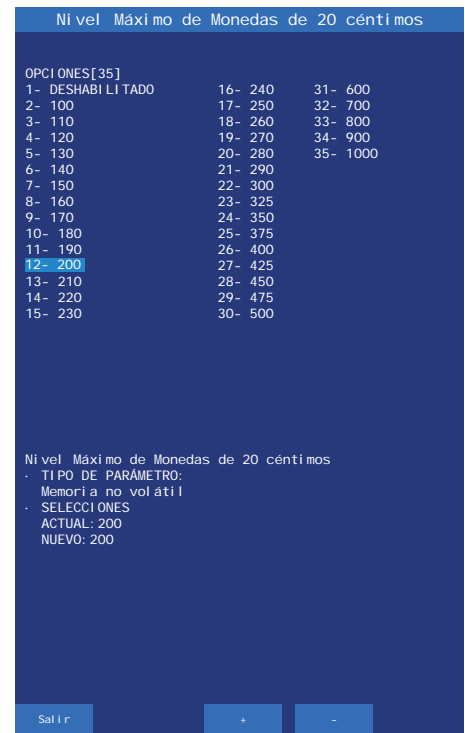 Nivel Máximo de Monedas de 20 céntimos
OPCIONES[35]
1- DESHABILITADO 16- 240 31- 600
2- 100 17- 250 32- 700
3- 110 18- 260 33- 800
4- 120 19- 270 34- 900
5- 130 20- 280 35- 1000
6- 140 21- 290
7- 150 22- 300
8- 160 23- 325
9- 170 24- 350
10- 180 25- 375
11- 190 26- 400
12- 200 27- 425
13- 210 28- 450
14- 220 29- 475
15- 230 30- 500
Nivel Máximo de Monedas de 20 céntimos
· TIPO DE PARÁMETRO:
Memoria no volátil
· SELECCIONES
ACTUAL:200
NUEVO:200
Salir + -